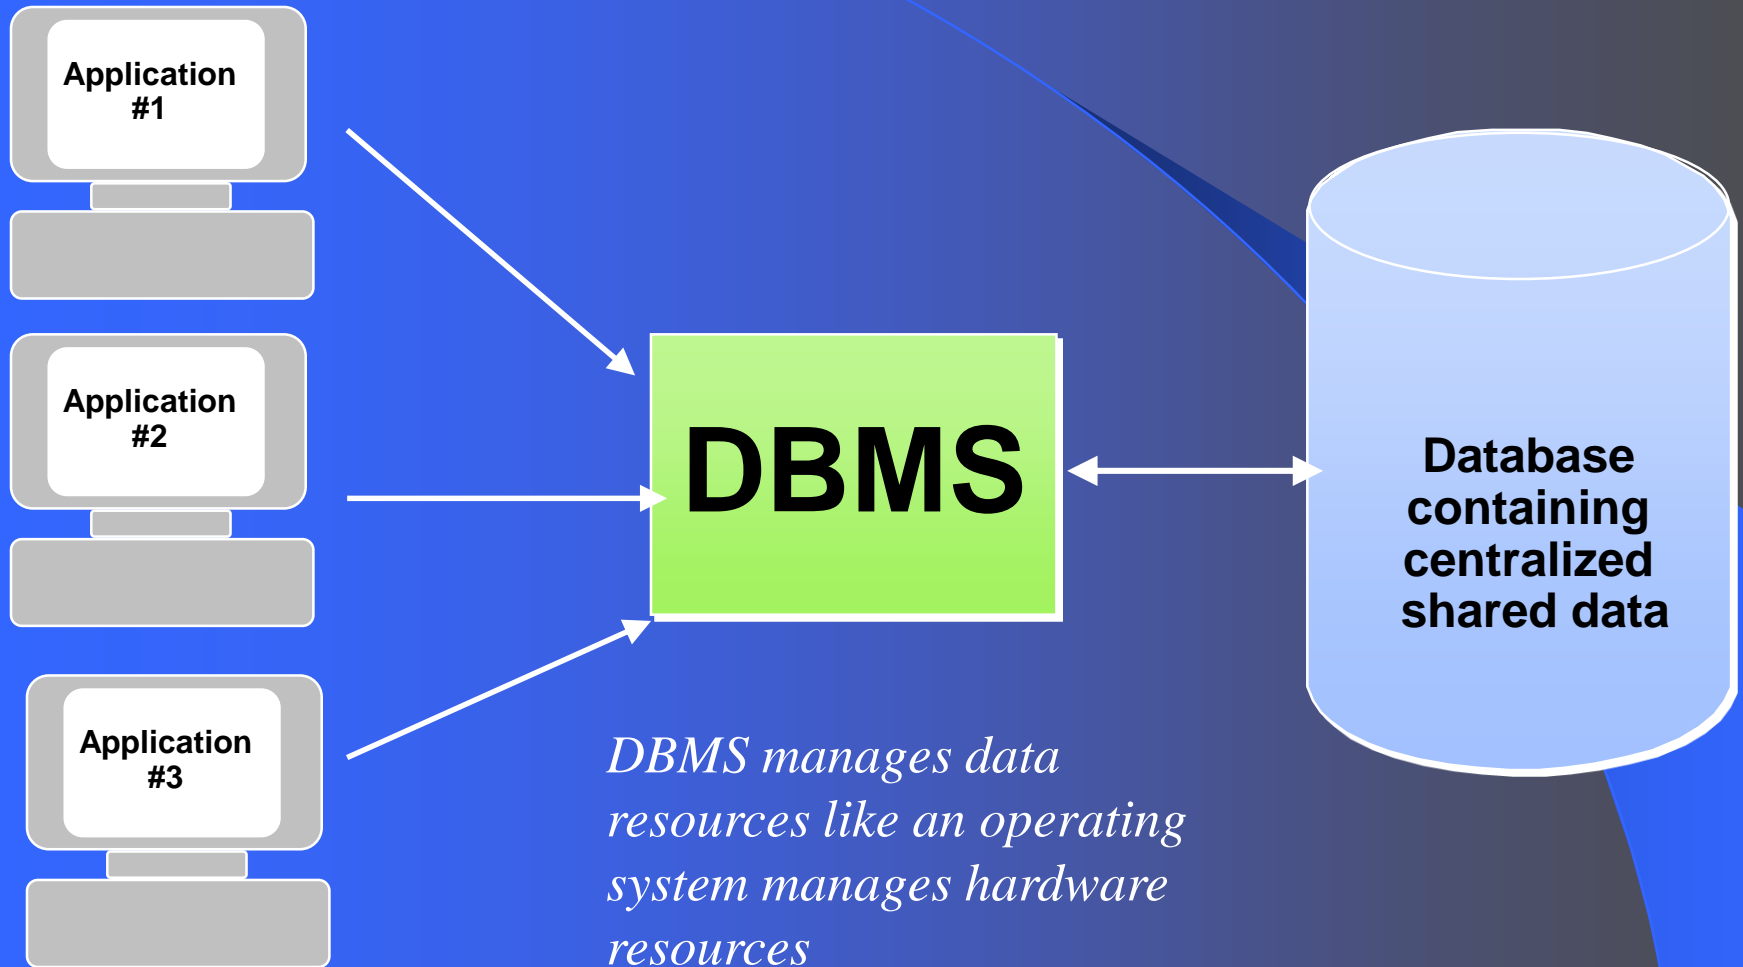 Application
#1
Application
#2
Application
#3
DBMS
Database
containing
centralized
shared data
DBMS manages data
resources like an operating
system manages hardware
resources